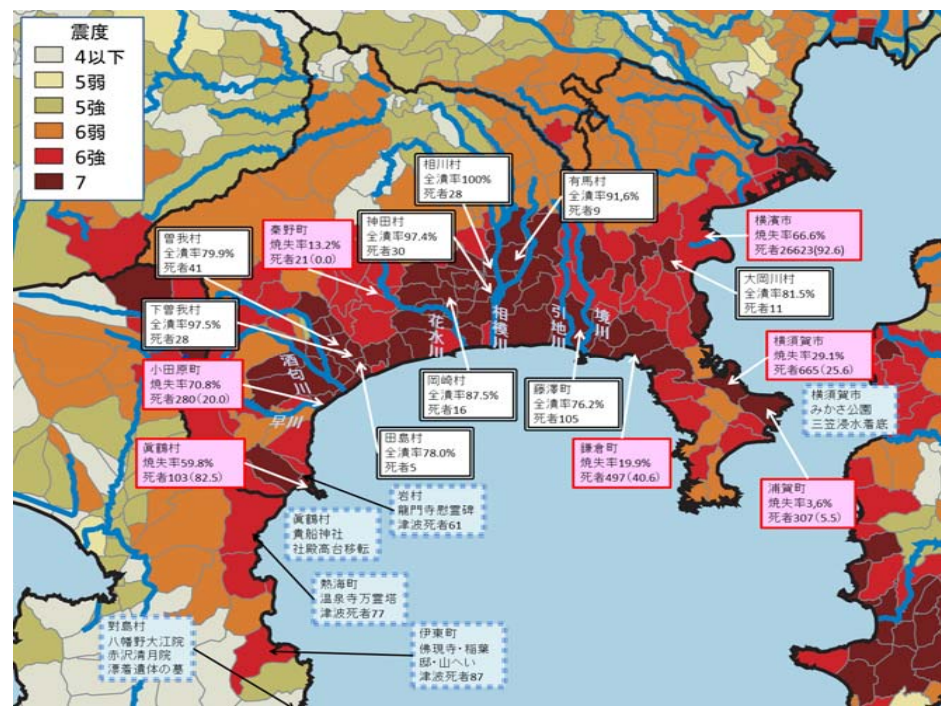 震度
4以下
5弱
5強
6弱
6強
7
相川村
全潰率100%
死者28
有馬村
全潰率91,6%
死者9
神田村
全潰率97.4%
死者30
秦野町
焼失率13.2%
死者21(0.0)
曽我村
全潰率79.9%
死者41
横濱市
焼失率66.6%
死者26623(92.6)
大岡川村
全潰率81.5%
死者11
下曽我村
全潰率97.5%
死者28
花水川
相模川
引地川
境川
酒匂川
早川
小田原町
焼失率70.8%
死者280(20.0)
岡崎村
全潰率87.5%
死者16
藤澤町
全潰率76.2%
死者105
横須賀市
焼失率29.1%
死者665(25.6)
横須賀市
みかさ公園
三笠浸水着底
田島村
全潰率78.0%
死者5
鎌倉町
焼失率19.9%
死者497(40.6)
眞鶴村
焼失率59.8%
死者103(82.5)
浦賀町
焼失率3,6%
死者307(5.5)
岩村
龍門寺慰霊碑
津波死者61
眞鶴村
貴船神社
社殿高台移転
熱海町
温泉寺万霊塔
津波死者77
對島村
八幡野大江院
赤沢清月院
漂着遺体の墓
伊東町
佛現寺・稲葉
邸・山へい
津波死者87